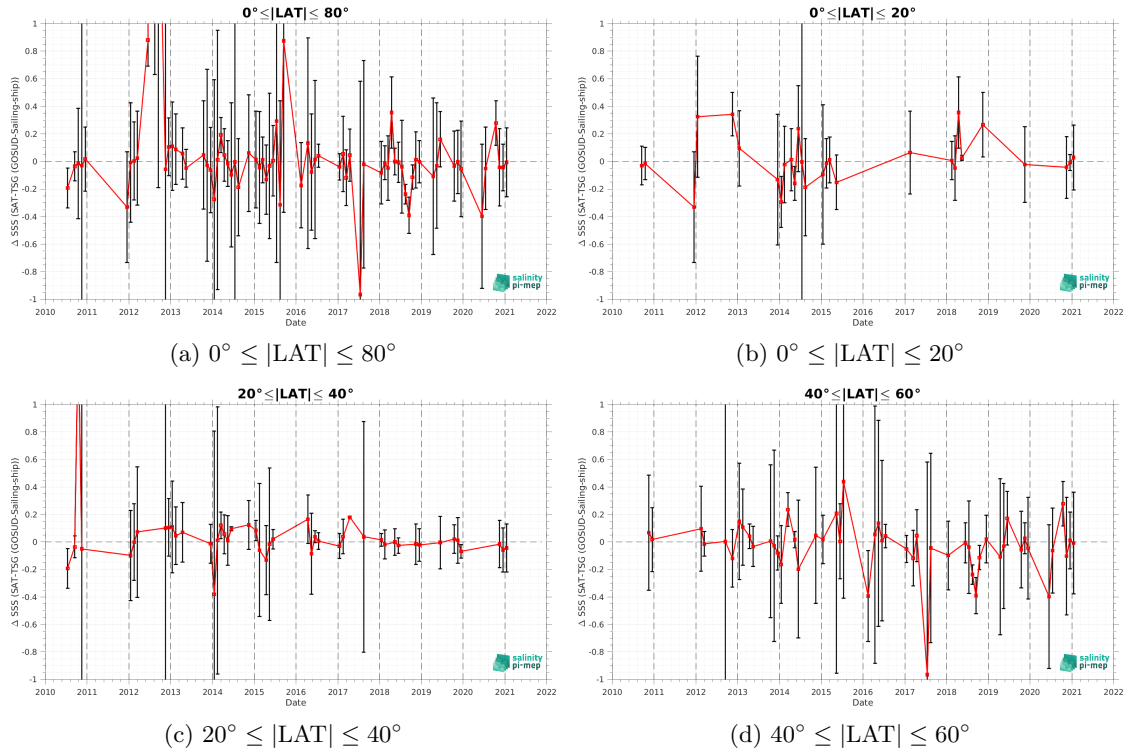 0°≤|LAT|≤ 80°
Δ SSS (SAT-TSG (GOSUD-Sailing-ship))
1
0.8
0.6
0.4
0.2
0
-0.2
-0.4
-0.6
-0.8
-1
salinity
pi-mep
2010 2011 2012 2013 2014 2015 2016 2017 2018 2019 2020 2021 2022
Date
(a) 0° ≤ |LAT| ≤ 80°
0°≤|LAT|≤ 20°
Δ SSS (SAT-TSG (GOSUD-Sailing-ship))
1
0.8
0.6
0.4
0.2
0
-0.2
-0.4
-0.6
-0.8
-1
salinity
pi-mep
2010 2011 2012 2013 2014 2015 2016 2017 2018 2019 2020 2021 2022
Date
(b) 0° ≤ |LAT| ≤ 20°
20°≤|LAT|≤ 40°
Δ SSS (SAT-TSG (GOSUD-Sailing-ship))
1
0.8
0.6
0.4
0.2
0
-0.2
-0.4
-0.6
-0.8
-1
salinity
pi-mep
2010 2011 2012 2013 2014 2015 2016 2017 2018 2019 2020 2021 2022
Date
(c) 20° ≤ |LAT| ≤ 40°
40°≤|LAT|≤ 60°
Δ SSS (SAT-TSG (GOSUD-Sailing-ship))
1
0.8
0.6
0.4
0.2
0
-0.2
-0.4
-0.6
-0.8
-1
salinity
pi-mep
2010 2011 2012 2013 2014 2015 2016 2017 2018 2019 2020 2021 2022
Date
(d) 40° ≤ |LAT| ≤ 60°